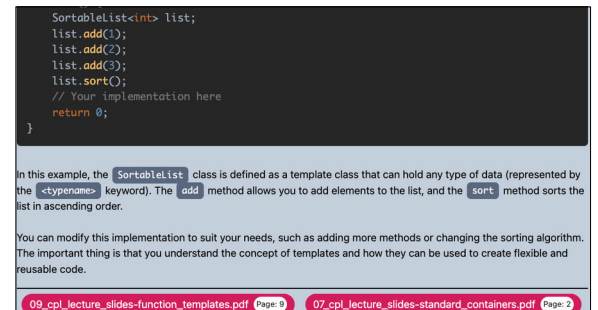 SortableList<int> list;
list.add(1);
list.add(2);
list.add(3);
list.sort();
// Your implementation here
return 0;
}
In this example, the SortableList class is defined as a template class that can hold any type of data (represented by
the <typename> keyword). The add method allows you to add elements to the list, and the sort method sorts the
list in ascending order.
You can modify this implementation to suit your needs, such as adding more methods or changing the sorting algorithm.
The important thing is that you understand the concept of templates and how they can be used to create flexible and
reusable code.
09_cpl_lecture_slides-function_templates.pdf Page: 9 07_cpl_lecture_slides-standard_containers.pdf Page: 2